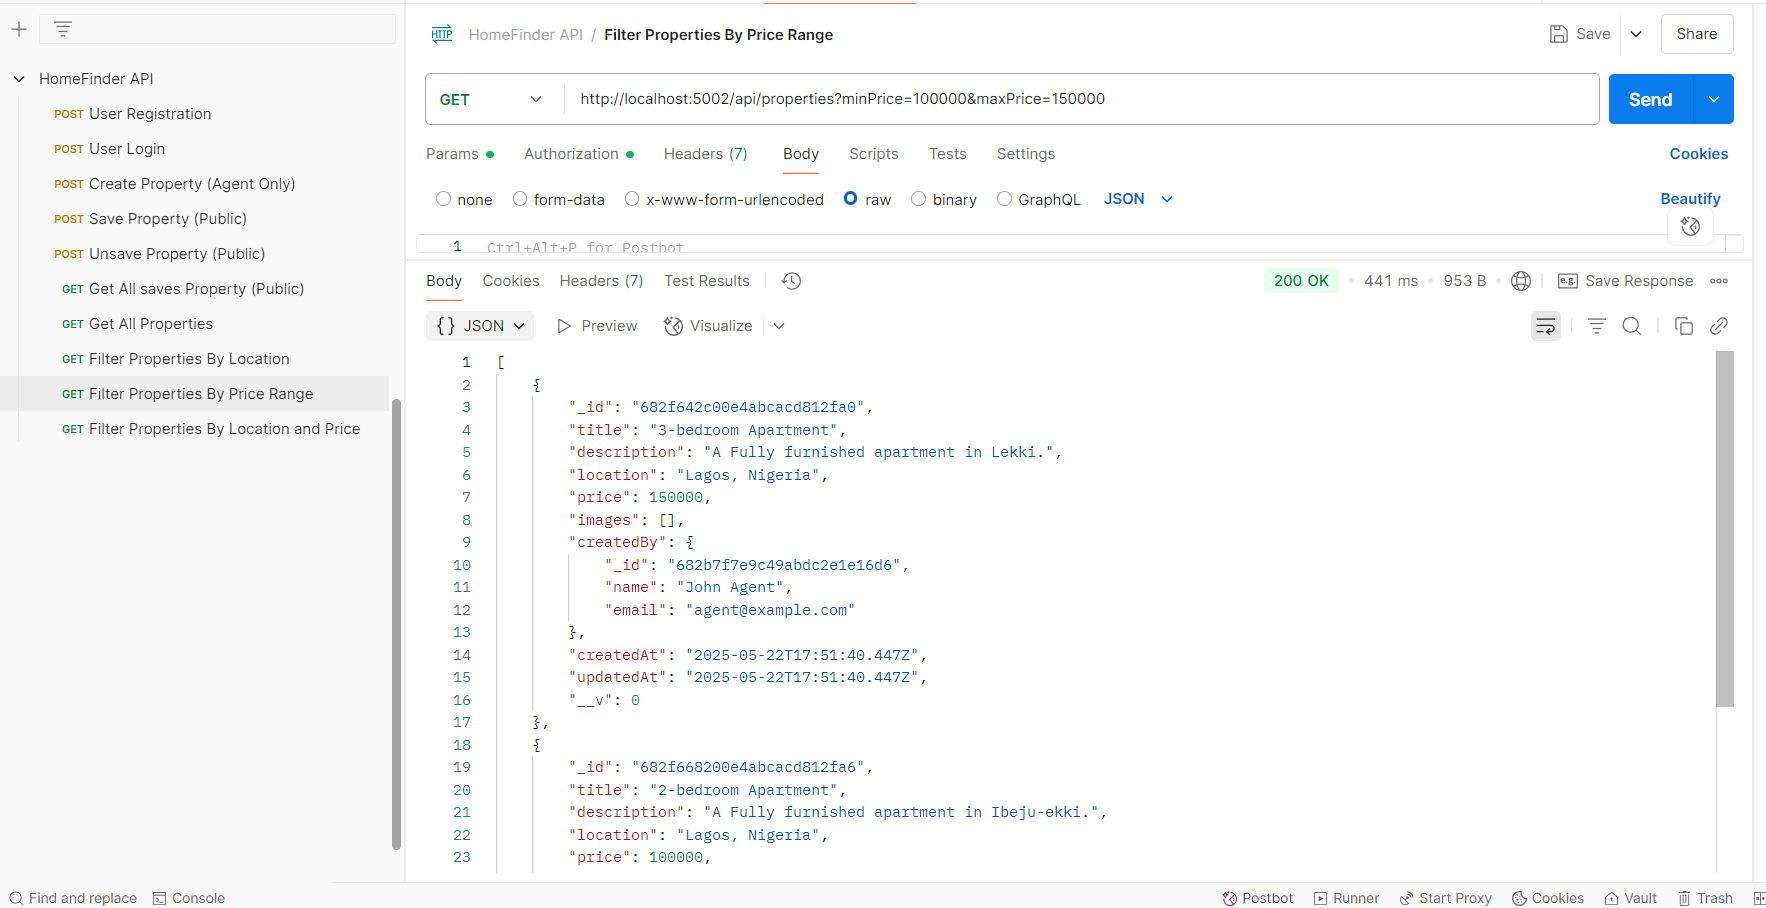 HomeFinder API
POST User Registration
POST User Login
POST Create Property (Agent Only)
POST Save Property (Public)
POST Unsave Property (Public)
GET Get All saves Property (Public)
GET Get All Properties
GET Filter Properties By Location
GET Filter Properties By Price Range
GET Filter Properties By Location and Price
HTTP HomeFinder API / Filter Properties By Price Range
Save Share
GET http://localhost:5002/api/properties?minPrice=100000&maxPrice=150000 Send
Params Authorization Headers (7) Body Scripts Tests Settings Cookies
none form-data x-www-form-urlencoded raw binary GraphQL JSON Beautify
1 Ctrl+Alt+P for Postbot
Body Cookies Headers (7) Test Results 200 OK • 441 ms • 953 B • e.g. Save Response
{} JSON Preview Visualize
1 [
2 {
3 "_id": "682f642c00e4abcacd812fa0",
4 "title": "3-bedroom Apartment",
5 "description": "A Fully furnished apartment in Lekki.",
6 "location": "Lagos, Nigeria",
7 "price": 150000,
8 "images": [],
9 "createdBy": {
10 "_id": "682b7f7e9c49abdc2e1e16d6",
11 "name": "John Agent",
12 "email": "agent@example.com"
13 },
14 "createdAt": "2025-05-22T17:51:40.447Z",
15 "updatedAt": "2025-05-22T17:51:40.447Z",
16 "__v": 0
17 },
18 {
19 "_id": "682f668200e4abcacd812fa6",
20 "title": "2-bedroom Apartment",
21 "description": "A Fully furnished apartment in Ibeju-ekki.",
22 "location": "Lagos, Nigeria",
23 "price": 100000,
Find and replace Console Postbot Runner Start Proxy Cookies Vault Trash